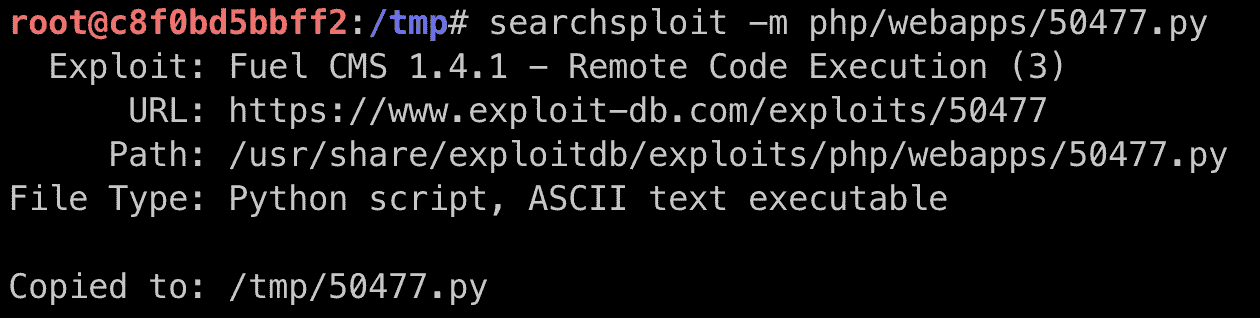 root@c8f0bd5bbff2:/tmp# searchsploit -m php/webapps/50477.py
Exploit: Fuel CMS 1.4.1 - Remote Code Execution (3)
URL: https://www.exploit-db.com/exploits/50477
Path: /usr/share/exploitdb/exploits/php/webapps/50477.py
File Type: Python script, ASCII text executable
Copied to: /tmp/50477.py